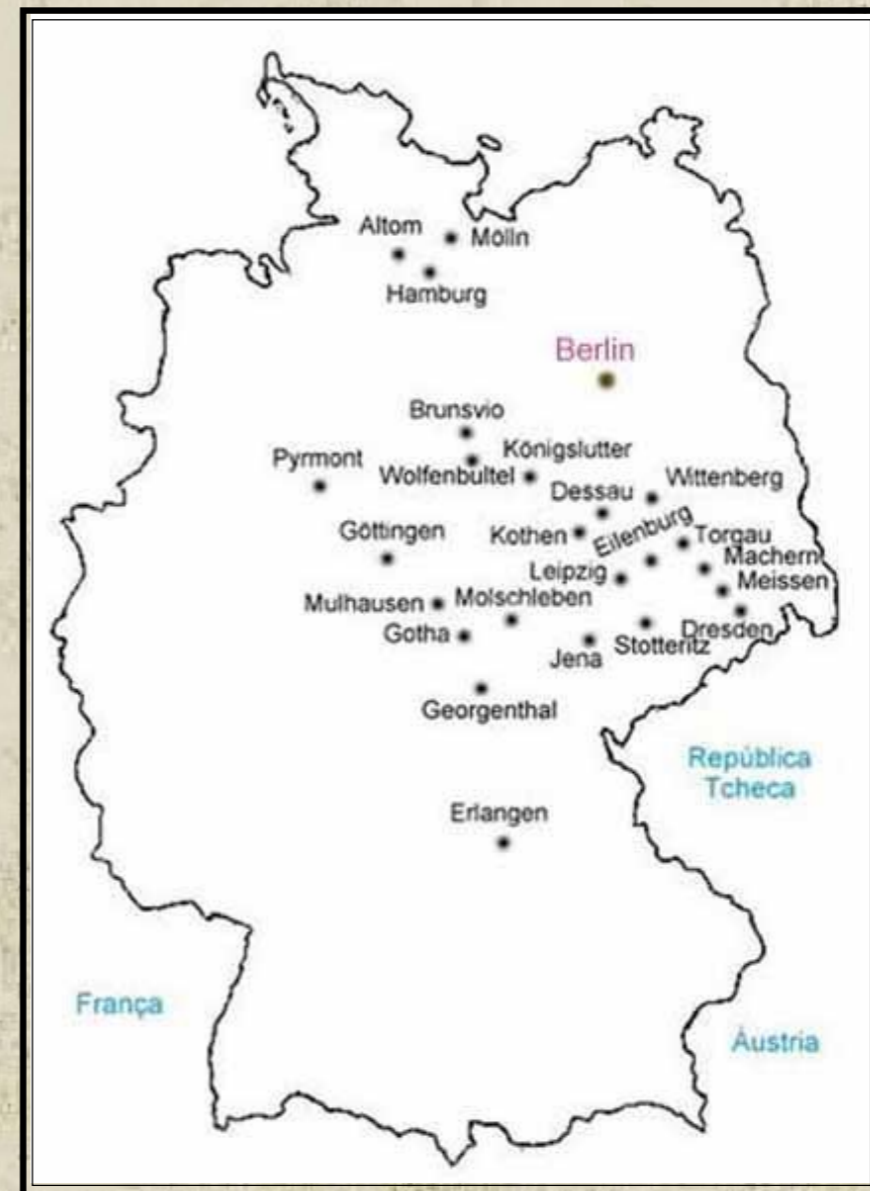 Altom
Mölln
Hamburg
Berlin
Brunsvio
Königslutter
Pyrmont
Wolfenbultel
Wittenberg
Dessau
Göttingen
Kothen
Eilenburg
Torgau
Machern
Leipzig
Meissen
Mulhausen
Molschleben
Gotha
Dresden
Stotteritz
Jena
Georgenthal
República
Tcheca
Erlangen
França
Áustria